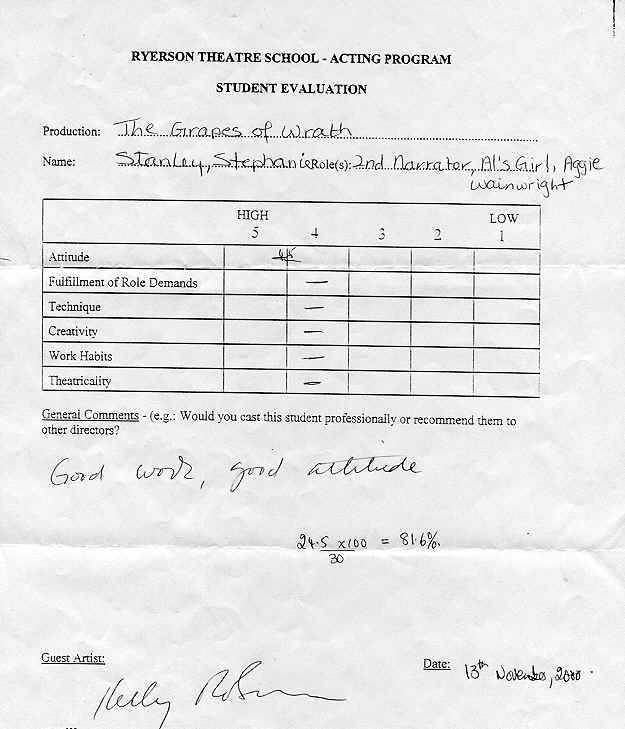 RYERSON THEATRE SCHOOL - ACTING PROGRAM
STUDENT EVALUATION
Production: The Grapes of Wrath
Name: Stanley, Stephanie Role(s): 2nd Narrator, Al's Girl, Aggie
Wainwright
HIGH LOW
5 4 3 2 1
Attitude 4.5
Fulfillment of Role Demands —
Technique —
Creativity —
Work Habits —
Theatricality —
General Comments - (e.g.: Would you cast this student professionally or recommend them to
other directors?
Good work, good attitude
24.5 x100 = 81.6%.
30
Guest Artist: Date: 13th November, 2000.
Kelly